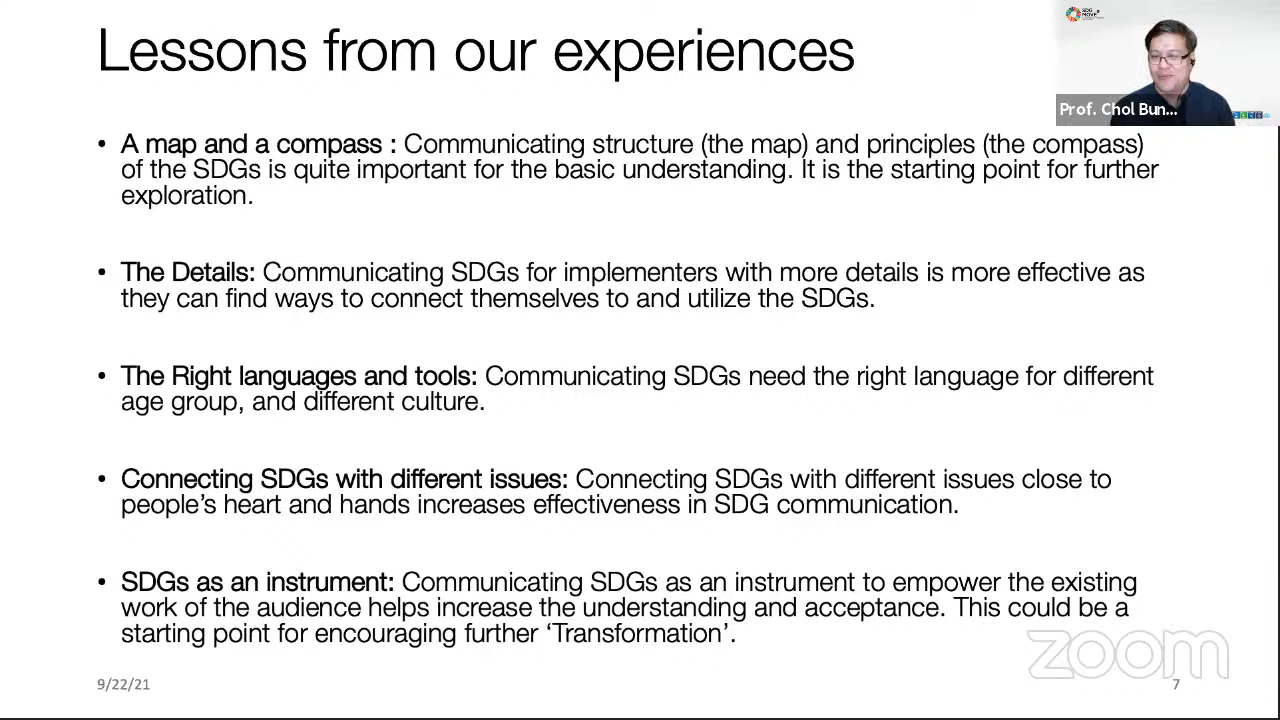 Lessons from our experiences
SDG
MOVE
Prof. Chol Bun...
• A map and a compass : Communicating structure (the map) and principles (the compass)
of the SDGs is quite important for the basic understanding. It is the starting point for further
exploration.
• The Details: Communicating SDGs for implementers with more details is more effective as
they can find ways to connect themselves to and utilize the SDGs.
• The Right languages and tools: Communicating SDGs need the right language for different
age group, and different culture.
• Connecting SDGs with different issues: Connecting SDGs with different issues close to
people’s heart and hands increases effectiveness in SDG communication.
• SDGs as an instrument: Communicating SDGs as an instrument to empower the existing
work of the audience helps increase the understanding and acceptance. This could be a
starting point for encouraging further ‘Transformation’.
zoom
9/22/21
7